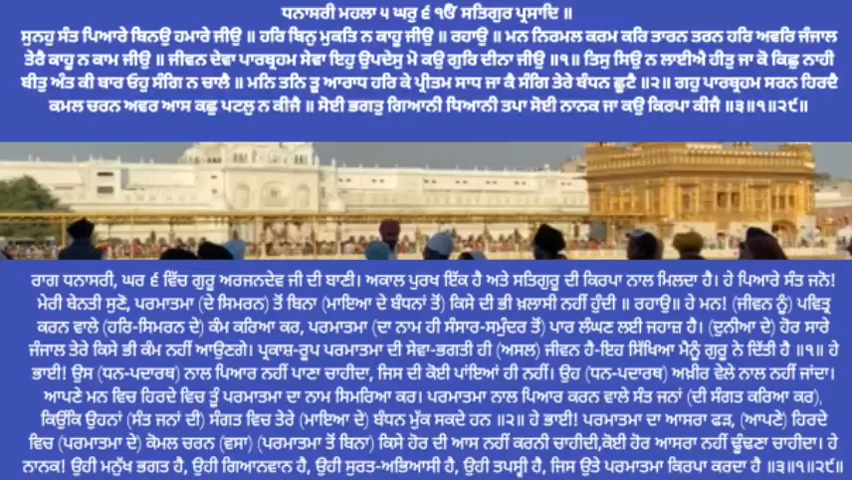 ਧਨਾਸਰੀ ਮਹਲਾ ੫ ਘਰੁ ੬ ੴ ਸਤਿਗੁਰ ਪ੍ਰਸਾਦਿ ॥
ਸੁਨਹੁ ਸੰਤ ਪਿਆਰੇ ਬਿਨਉ ਹਮਾਰੇ ਜੀਉ ॥ ਹਰਿ ਬਿਨੁ ਮੁਕਤਿ ਨ ਕਾਹੂ ਜੀਉ ॥ ਰਹਾਉ ॥ ਮਨ ਨਿਰਮਲ ਕਰਮ ਕਰਿ ਤਾਰਨ ਤਰਨ ਹਰਿ ਅਵਰਿ ਜੰਜਾਲ
ਤੇਰੈ ਕਾਹੂ ਨ ਕਾਮ ਜੀਉ ॥ ਜੀਵਨ ਦੇਵਾ ਪਾਰਬ੍ਰਹਮ ਸੇਵਾ ਇਹੁ ਉਪਦੇਸੁ ਮੋ ਕਉ ਗੁਰਿ ਦੀਨਾ ਜੀਉ ॥੧॥ ਤਿਸੁ ਸਿਉ ਨ ਲਾਈਐ ਹੀਤੁ ਜਾ ਕੋ ਕਿਛੁ ਨਾਹੀ
ਬੀਤੁ ਅੰਤ ਕੀ ਬਾਰ ਓਹੁ ਸੰਗਿ ਨ ਚਾਲੈ ॥ ਮਨਿ ਤਨਿ ਤੂ ਆਰਾਧ ਹਰਿ ਕੇ ਪ੍ਰੀਤਮ ਸਾਧ ਜਾ ਕੈ ਸੰਗਿ ਤੇਰੇ ਬੰਧਨ ਛੂਟੈ ॥੨॥ ਗਹੁ ਪਾਰਬ੍ਰਹਮ ਸਰਨ ਹਿਰਦੈ
ਕਮਲ ਚਰਨ ਅਵਰ ਆਸ ਕਛੁ ਪਟਲੁ ਨ ਕੀਜੈ ॥ ਸੋਈ ਭਗਤੁ ਗਿਆਨੀ ਧਿਆਨੀ ਤਪਾ ਸੋਈ ਨਾਨਕ ਜਾ ਕਉ ਕਿਰਪਾ ਕੀਜੈ ॥੩॥੧॥੨੯॥
ਰਾਗ ਧਨਾਸਰੀ, ਘਰ ੬ ਵਿੱਚ ਗੁਰੂ ਅਰਜਨਦੇਵ ਜੀ ਦੀ ਬਾਣੀ। ਅਕਾਲ ਪੁਰਖ ਇੱਕ ਹੈ ਅਤੇ ਸਤਿਗੁਰੂ ਦੀ ਕਿਰਪਾ ਨਾਲ ਮਿਲਦਾ ਹੈ। ਹੇ ਪਿਆਰੇ ਸੰਤ ਜਨੋ!
ਮੇਰੀ ਬੇਨਤੀ ਸੁਣੋ, ਪਰਮਾਤਮਾ (ਦੇ ਸਿਮਰਨ) ਤੋਂ ਬਿਨਾ (ਮਾਇਆ ਦੇ ਬੰਧਨਾਂ ਤੋਂ) ਕਿਸੇ ਦੀ ਭੀ ਖ਼ਲਾਸੀ ਨਹੀਂ ਹੁੰਦੀ ॥ ਰਹਾਉ॥ ਹੇ ਮਨ! (ਜੀਵਨ ਨੂੰ) ਪਵਿਤ੍ਰ
ਕਰਨ ਵਾਲੇ (ਹਰਿ-ਸਿਮਰਨ ਦੇ) ਕੰਮ ਕਰਿਆ ਕਰ, ਪਰਮਾਤਮਾ (ਦਾ ਨਾਮ ਹੀ ਸੰਸਾਰ-ਸਮੁੰਦਰ ਤੋਂ) ਪਾਰ ਲੰਘਣ ਲਈ ਜਹਾਜ਼ ਹੈ। (ਦੁਨੀਆ ਦੇ) ਹੋਰ ਸਾਰੇ
ਜੰਜਾਲ ਤੇਰੇ ਕਿਸੇ ਭੀ ਕੰਮ ਨਹੀਂ ਆਉਣਗੇ। ਪ੍ਰਕਾਸ਼-ਰੂਪ ਪਰਮਾਤਮਾ ਦੀ ਸੇਵਾ-ਭਗਤੀ ਹੀ (ਅਸਲ) ਜੀਵਨ ਹੈ-ਇਹ ਸਿੱਖਿਆ ਮੈਨੂੰ ਗੁਰੂ ਨੇ ਦਿੱਤੀ ਹੈ ॥੧॥ ਹੇ
ਭਾਈ! ਉਸ (ਧਨ-ਪਦਾਰਥ) ਨਾਲ ਪਿਆਰ ਨਹੀਂ ਪਾਣਾ ਚਾਹੀਦਾ, ਜਿਸ ਦੀ ਕੋਈ ਪਾਂਇਆਂ ਹੀ ਨਹੀਂ। ਉਹ (ਧਨ-ਪਦਾਰਥ) ਅਖ਼ੀਰ ਵੇਲੇ ਨਾਲ ਨਹੀਂ ਜਾਂਦਾ।
ਆਪਣੇ ਮਨ ਵਿਚ ਹਿਰਦੇ ਵਿਚ ਤੂੰ ਪਰਮਾਤਮਾ ਦਾ ਨਾਮ ਸਿਮਰਿਆ ਕਰ। ਪਰਮਾਤਮਾ ਨਾਲ ਪਿਆਰ ਕਰਨ ਵਾਲੇ ਸੰਤ ਜਨਾਂ (ਦੀ ਸੰਗਤ ਕਰਿਆ ਕਰ),
ਕਿਉਂਕਿ ਉਹਨਾਂ (ਸੰਤ ਜਨਾਂ ਦੀ) ਸੰਗਤ ਵਿਚ ਤੇਰੇ (ਮਾਇਆ ਦੇ) ਬੰਧਨ ਮੁੱਕ ਸਕਦੇ ਹਨ ॥੨॥ ਹੇ ਭਾਈ! ਪਰਮਾਤਮਾ ਦਾ ਆਸਰਾ ਫੜ, (ਆਪਣੇ) ਹਿਰਦੇ
ਵਿਚ (ਪਰਮਾਤਮਾ ਦੇ) ਕੋਮਲ ਚਰਨ (ਵਸਾ) (ਪਰਮਾਤਮਾ ਤੋਂ ਬਿਨਾ) ਕਿਸੇ ਹੋਰ ਦੀ ਆਸ ਨਹੀਂ ਕਰਨੀ ਚਾਹੀਦੀ,ਕੋਈ ਹੋਰ ਆਸਰਾ ਨਹੀਂ ਢੂੰਢਣਾ ਚਾਹੀਦਾ। ਹੇ
ਨਾਨਕ! ਉਹੀ ਮਨੁੱਖ ਭਗਤ ਹੈ, ਉਹੀ ਗਿਆਨਵਾਨ ਹੈ, ਉਹੀ ਸੁਰਤ-ਅਭਿਆਸੀ ਹੈ, ਉਹੀ ਤਪਸ੍ਵੀ ਹੈ, ਜਿਸ ਉਤੇ ਪਰਮਾਤਮਾ ਕਿਰਪਾ ਕਰਦਾ ਹੈ ॥੩॥੧॥੨੯॥